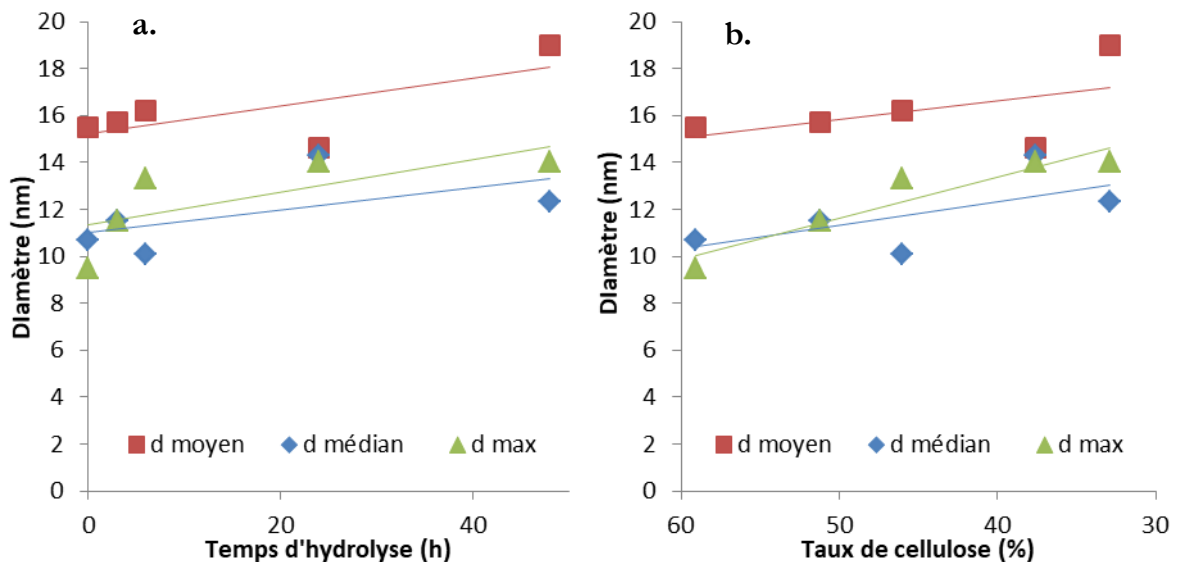 a.
20
18
16
14
12
10
8
6
4
2
0
DIamètre (nm)
d moyen d médian d max
0 20 40
Temps d'hydrolyse (h)
b.
20
18
16
14
12
10
8
6
4
2
0
DIamètre (nm)
d moyen d médian d max
60 50 40 30
Taux de cellulose (%)